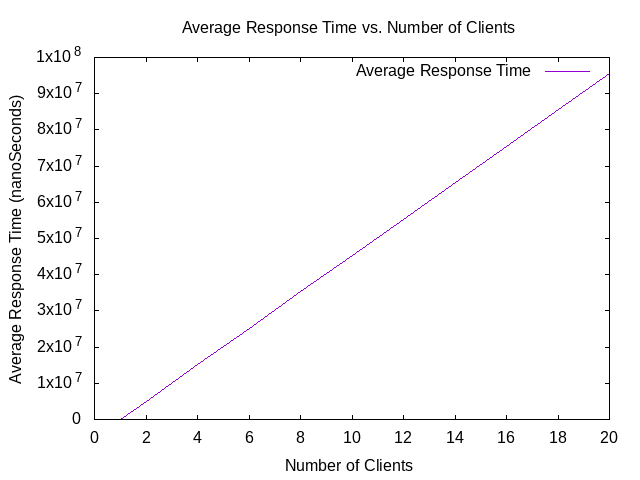 Average Response Time vs. Number of Clients
1x10^8
9x10^7
8x10^7
7x10^7
6x10^7
5x10^7
4x10^7
3x10^7
2x10^7
1x10^7
0
Average Response Time (nanoSeconds)
Average Response Time
0 2 4 6 8 10 12 14 16 18 20
Number of Clients